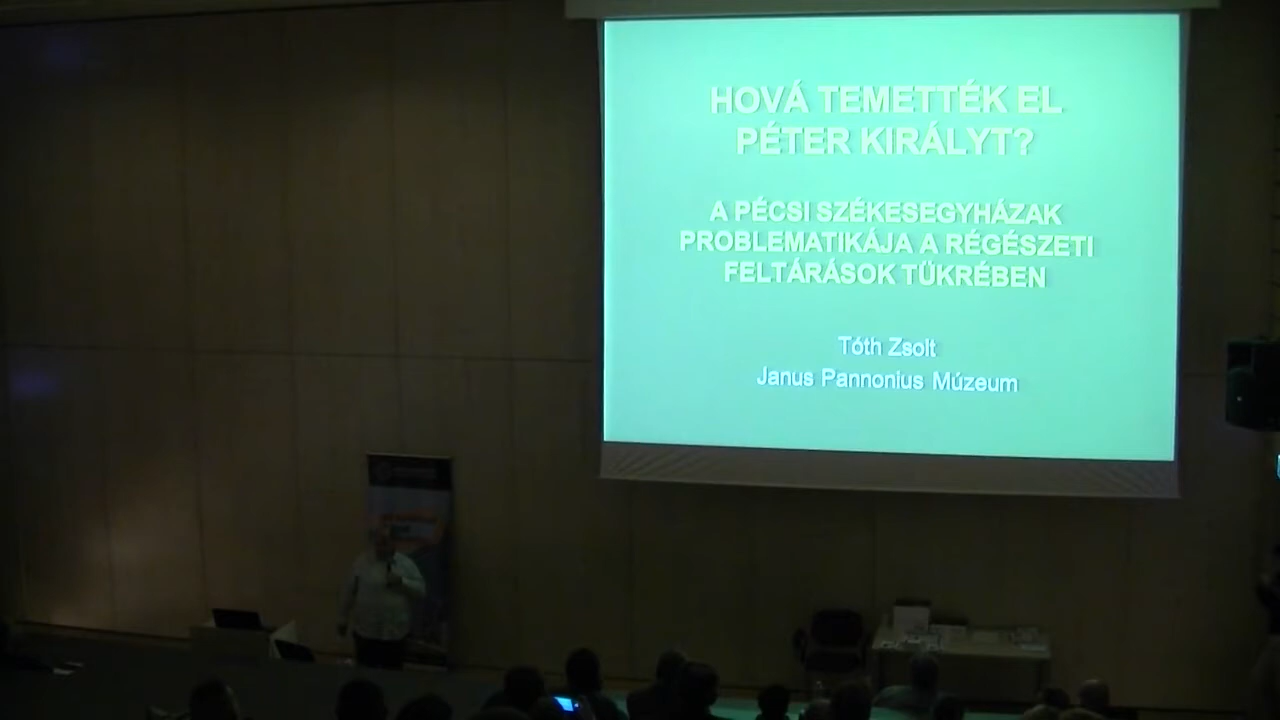 HOVÁ TEMETTÉK EL
PÉTER KIRÁLYT?
A PÉCSI SZÉKESEGYHÁZAK
PROBLEMATIKÁJA A RÉGÉSZETI
FELTÁRÁSOK TÜKRÉBEN
Tóth Zsolt
Janus Pannonius Múzeum